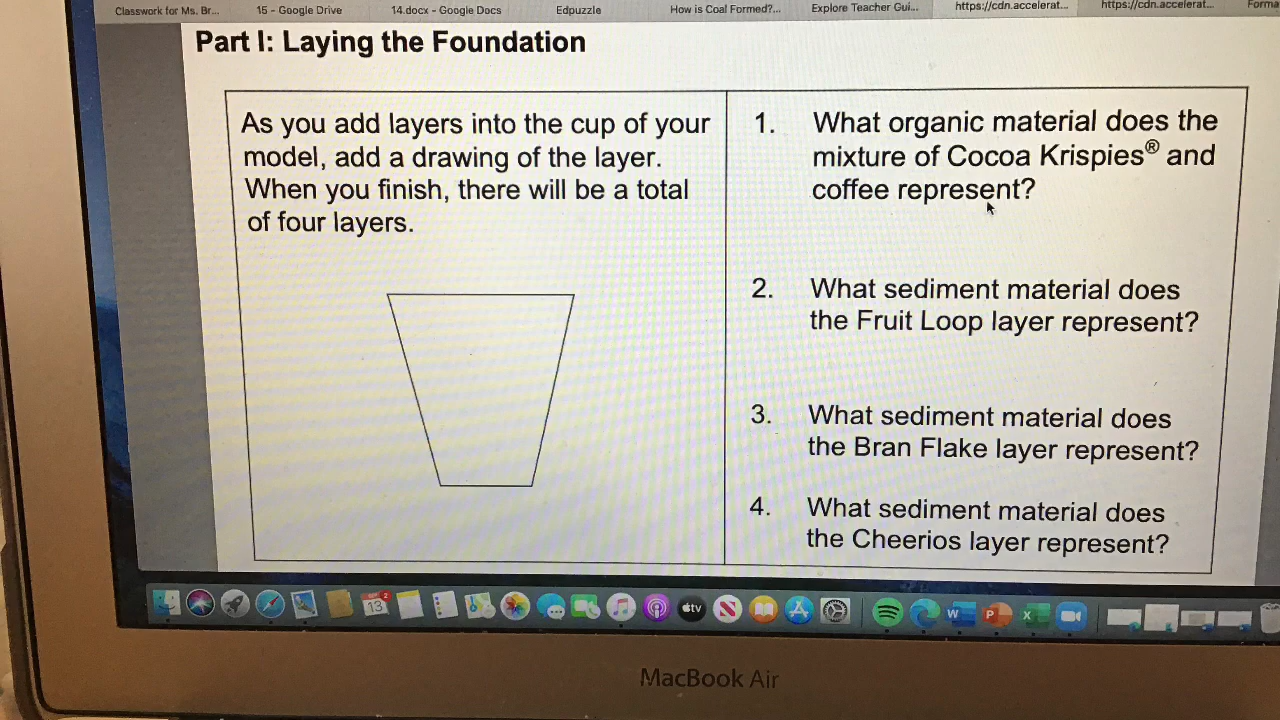 Classwork for Ms. Br...
15 - Google Drive
14.docx - Google Docs
Edpuzzle
How is Coal Formed?...
Explore Teacher Gui...
https://cdn.accelerat...
https://cdn.accelerat...
Forma
Part I: Laying the Foundation
As you add layers into the cup of your
model, add a drawing of the layer.
When you finish, there will be a total
of four layers.
1. What organic material does the
mixture of Cocoa Krispies® and
coffee represent?
2. What sediment material does
the Fruit Loop layer represent?
3. What sediment material does
the Bran Flake layer represent?
4. What sediment material does
the Cheerios layer represent?
13
2
tv
W
P
X
MacBook Air